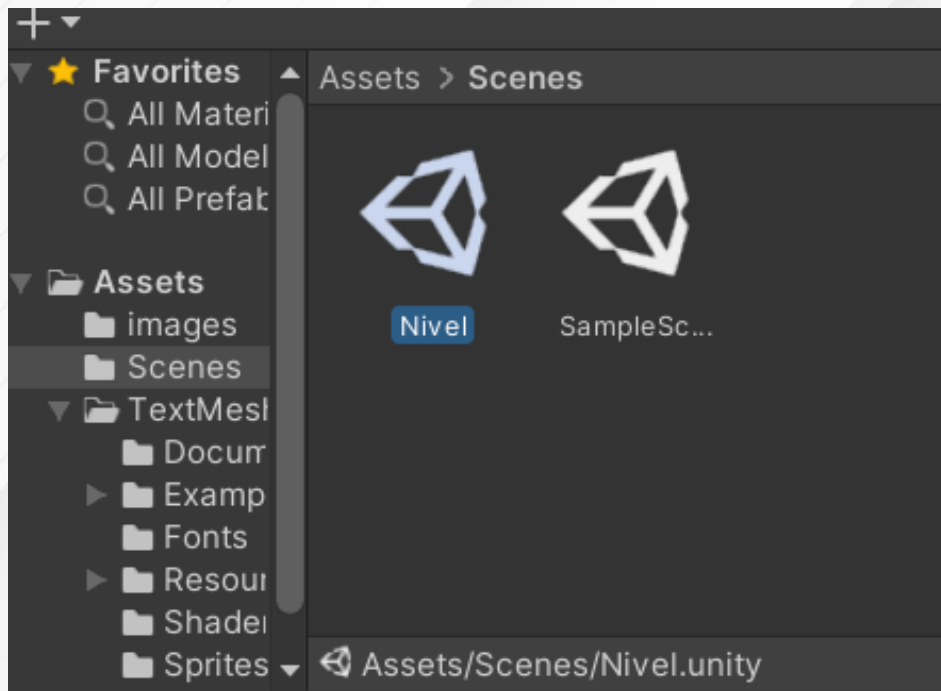 Favorites
All Materi
All Model
All Prefab
Assets
images
Scenes
TextMesh
Docum
Examp
Fonts
Resour
Shader
Sprites
Assets > Scenes
Nivel
SampleSc...
Assets/Scenes/Nivel.unity